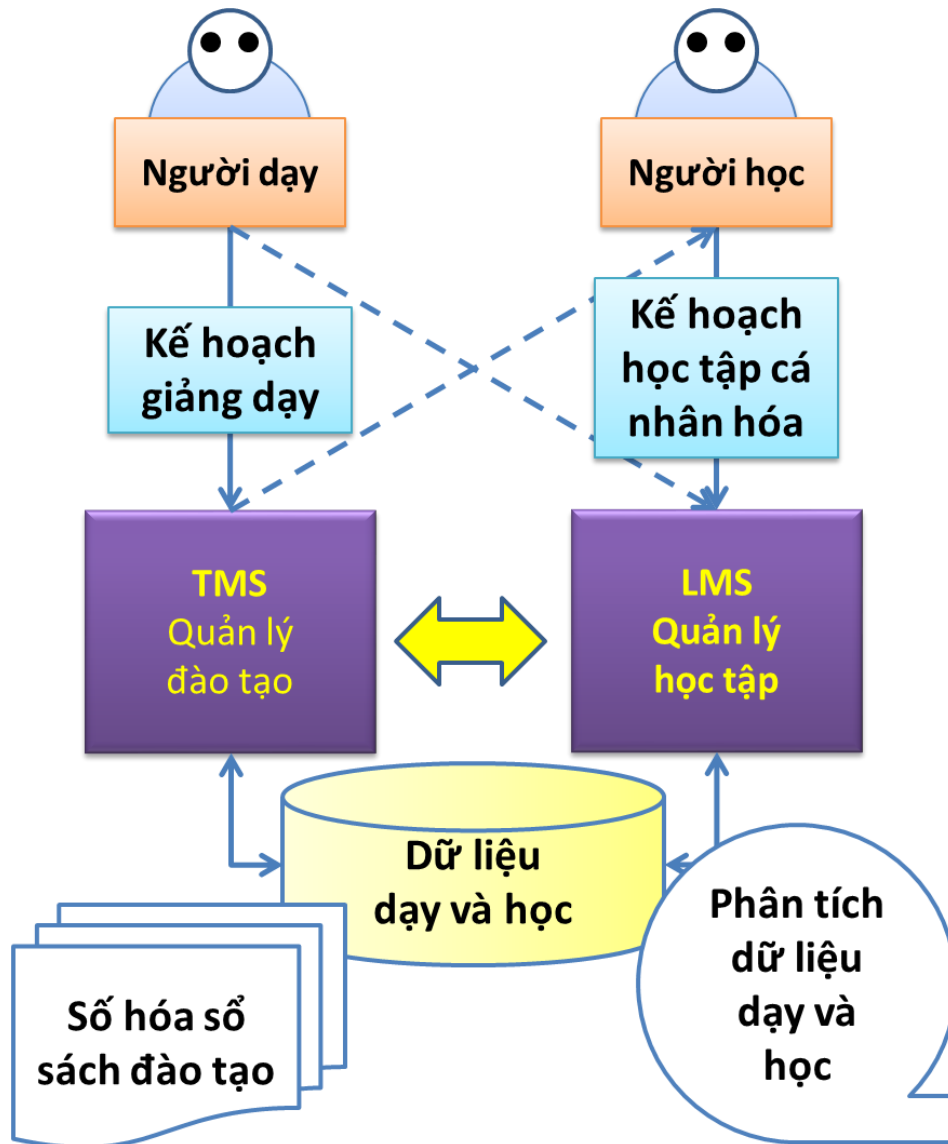 Người dạy
Người học
Kế hoạch
giảng dạy
Kế hoạch
học tập cá
nhân hóa
TMS
Quản lý
đào tạo
LMS
Quản lý
học tập
Dữ liệu
dạy và học
Số hóa sổ
sách đào tạo
Phân tích
dữ liệu
dạy và
học